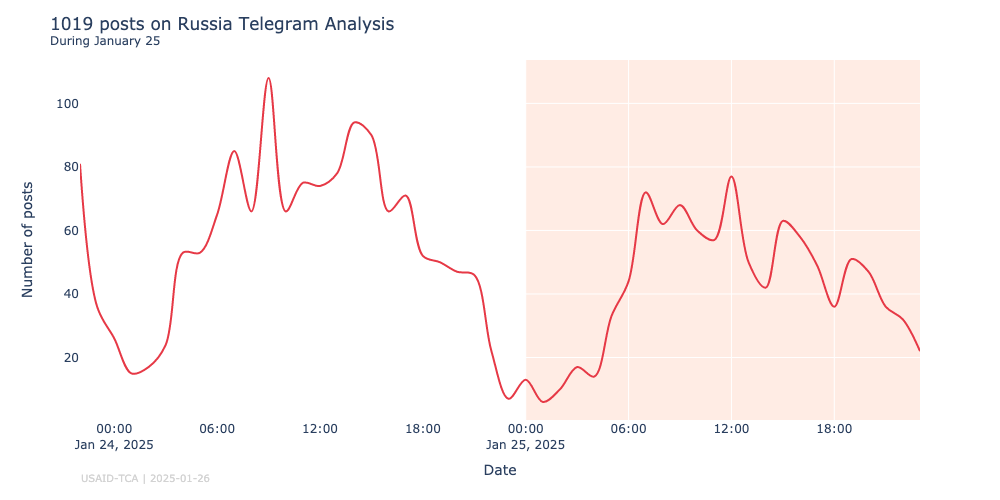 1019 posts on Russia Telegram Analysis
During January 25
Number of posts
100
80
60
40
20
00:00 06:00 12:00 18:00 00:00 06:00 12:00 18:00
Jan 24, 2025 Jan 25, 2025
Date
USAID-TCA | 2025-01-26